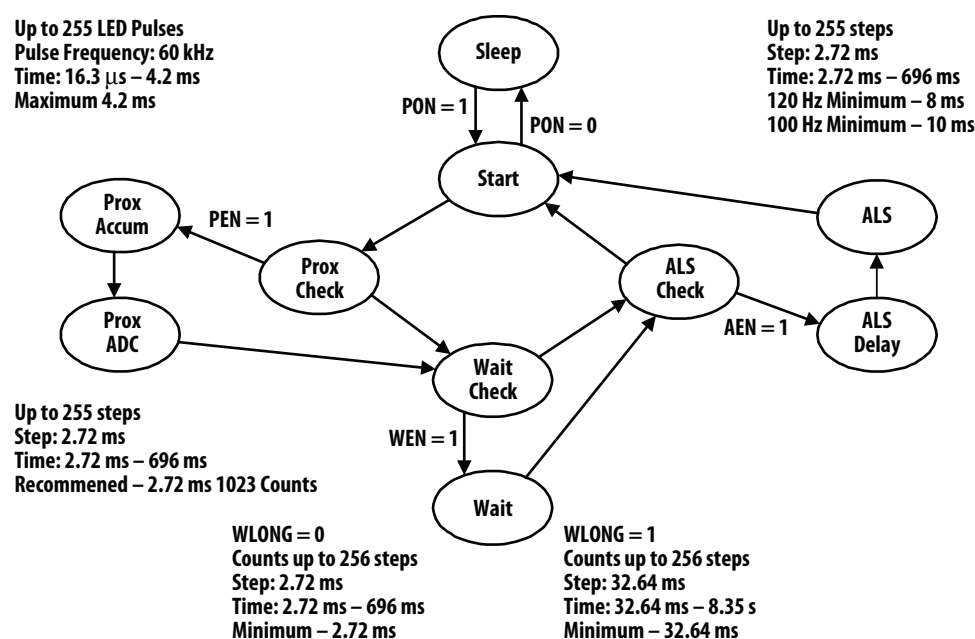 Up to 255 LED Pulses
Pulse Frequency: 60 kHz
Time: 16.3 μs – 4.2 ms
Maximum 4.2 ms
Up to 255 steps
Step: 2.72 ms
Time: 2.72 ms – 696 ms
120 Hz Minimum – 8 ms
100 Hz Minimum – 10 ms
Sleep
PON = 1
PON = 0
Start
Prox
Accum
PEN = 1
Prox
Check
ALS
ALS
Check
Prox
ADC
AEN = 1
ALS
Delay
Wait
Check
Up to 255 steps
Step: 2.72 ms
Time: 2.72 ms – 696 ms
Recommened – 2.72 ms 1023 Counts
WEN = 1
Wait
WLONG = 0
Counts up to 256 steps
Step: 2.72 ms
Time: 2.72 ms – 696 ms
Minimum – 2.72 ms
WLONG = 1
Counts up to 256 steps
Step: 32.64 ms
Time: 32.64 ms – 8.35 s
Minimum – 32.64 ms